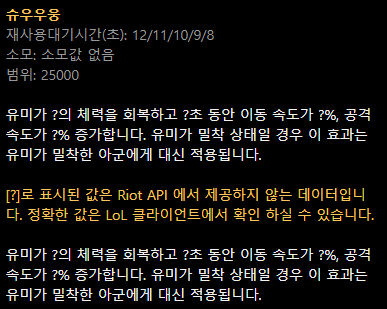 슈우우웅
재사용대기시간(초): 12/11/10/9/8
소모: 소모값 없음
범위: 25000
유미가 ?의 체력을 회복하고 ?초 동안 이동 속도가 ?%, 공격
속도가 ?% 증가합니다. 유미가 밀착 상태일 경우 이 효과는
유미가 밀착한 아군에게 대신 적용됩니다.
[?]로 표시된 값은 Riot API 에서 제공하지 않는 데이터입니
다. 정확한 값은 LoL 클라이언트에서 확인 하실 수 있습니다.
유미가 ?의 체력을 회복하고 ?초 동안 이동 속도가 ?%, 공격
속도가 ?% 증가합니다. 유미가 밀착 상태일 경우 이 효과는
유미가 밀착한 아군에게 대신 적용됩니다.